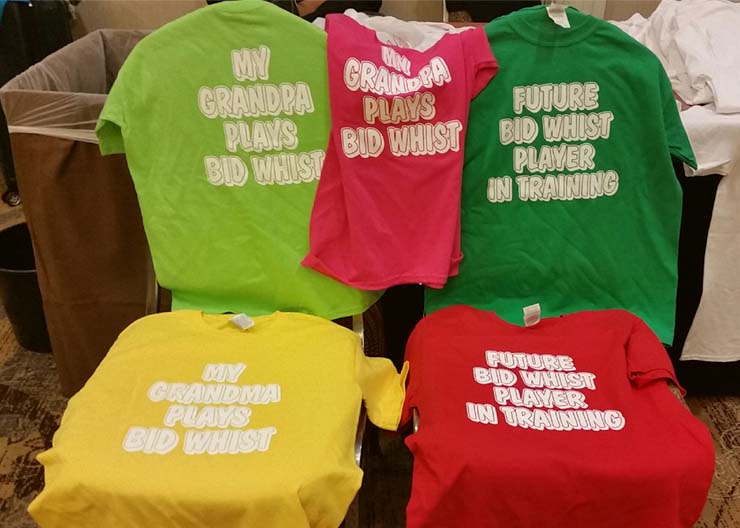 MY
GRANDPA
PLAYS
BID WHIST
MY
GRANDPA
PLAYS
BID WHIST
FUTURE
BID WHIST
PLAYER
IN TRAINING
MY
GRANDMA
PLAYS
BID WHIST
FUTURE
BID WHIST
PLAYER
IN TRAINING